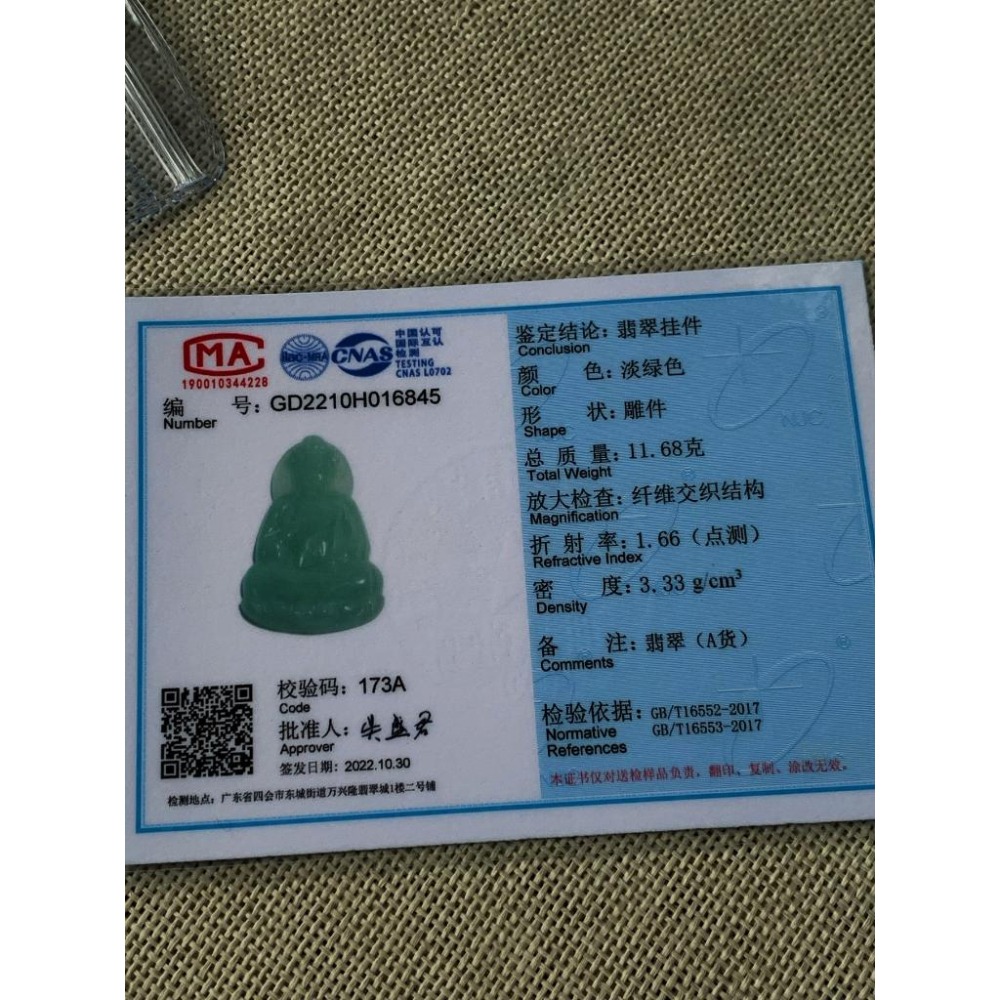 MA
190010344228
ilac-MRA
CNAS
中国认可
国际互认
检测
TESTING
CNAS L0702
编 号: GD2210H016845
Number
校验码: 173A
Code
批准人:
Approver
签发日期: 2022.10.30
检测地点: 广东省四会市东城街道万兴隆翡翠城1楼二号铺
鉴定结论: 翡翠挂件
Conclusion
颜 色: 淡绿色
Color
形 状: 雕件
Shape
总 质 量: 11.68克
Total Weight
放大检查: 纤维交织结构
Magnification
折 射 率: 1.66 (点测)
Refractive Index
密 度: 3.33 g/cm³
Density
备 注: 翡翠 (A货)
Comments
检验依据: GB/T16552-2017
Normative GB/T16553-2017
References
本证书仅对送检样品负责, 翻印、复制、涂改无效。
NJC